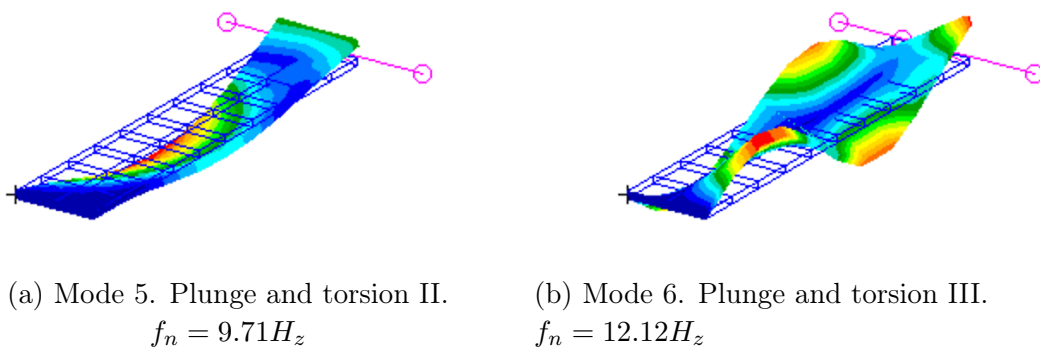 (a) Mode 5. Plunge and torsion II.
f_n = 9.71H_z
(b) Mode 6. Plunge and torsion III.
f_n = 12.12H_z